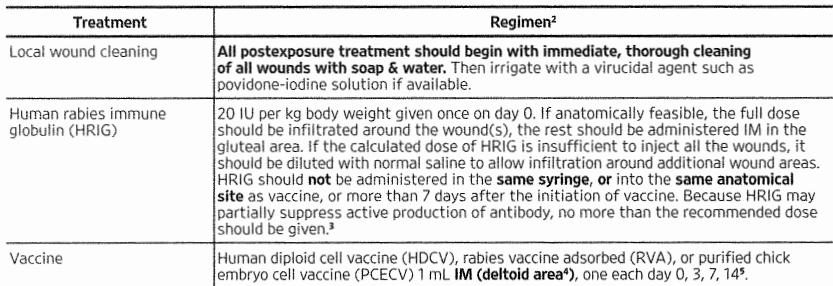 Treatment Regimen²
Local wound cleaning All postexposure treatment should begin with immediate, thorough cleaning
of all wounds with soap & water. Then irrigate with a virucidal agent such as
povidone-iodine solution if available.
Human rabies immune 20 IU per kg body weight given once on day 0. If anatomically feasible, the full dose
globulin (HRIG) should be infiltrated around the wound(s), the rest should be administered IM in the
gluteal area. If the calculated dose of HRIG is insufficient to inject all the wounds, it
should be diluted with normal saline to allow infiltration around additional wound areas.
HRIG should not be administered in the same syringe, or into the same anatomical
site as vaccine, or more than 7 days after the initiation of vaccine. Because HRIG may
partially suppress active production of antibody, no more than the recommended dose
should be given.³
Vaccine Human diploid cell vaccine (HDCV), rabies vaccine adsorbed (RVA), or purified chick
embryo cell vaccine (PCECV) 1 mL IM (deltoid area⁴), one each day 0, 3, 7, 14⁵.